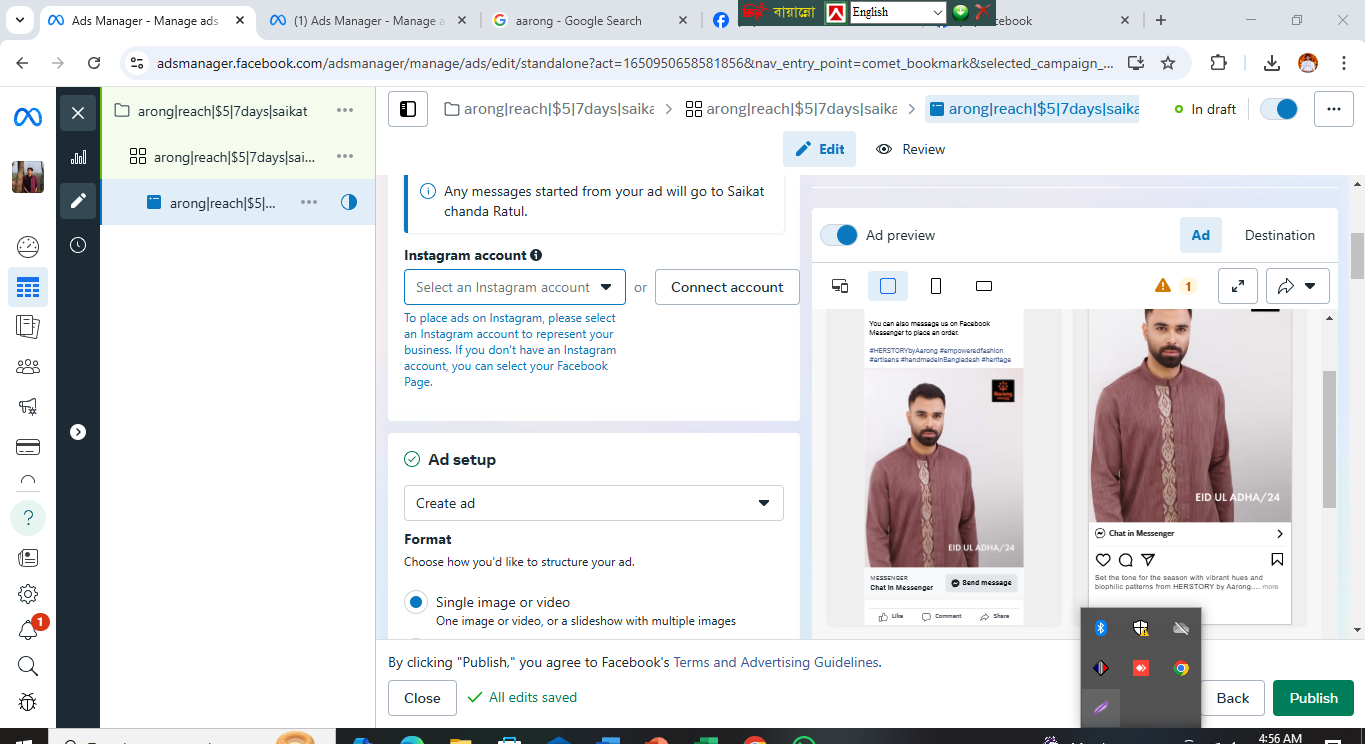 Ads Manager - Manage ads
(1) Ads Manager - Manage a
aarong - Google Search
বায়ান্নো
English
adsmanager.facebook.com/adsmanager/manage/ads/edit/standalone?act=1650950658581856&nav_entry_point=comet_bookmark&selected_campaign_...
arong|reach|$5|7days|saikat
arong|reach|$5|7days|sai...
arong|reach|$5|...
arong|reach|$5|7days|saika
arong|reach|$5|7days|saika
arong|reach|$5|7days|saika
In draft
Edit
Review
Any messages started from your ad will go to Saikat
chanda Ratul.
Instagram account
Select an Instagram account
or
Connect account
To place ads on Instagram, please select
an Instagram account to represent your
business. If you don't have an Instagram
account, you can select your Facebook
Page.
Ad setup
Create ad
Format
Choose how you'd like to structure your ad.
Single image or video
One image or video, or a slideshow with multiple images
Ad preview
Ad
Destination
1
You can also message us on Facebook
Messenger to place an order.
#HERSTORYbyAarong #empoweredfashion
#artisans #handmadeinBangladesh #heritage
EID UL ADHA/24
MESSENGER
Chat in Messenger
Send message
Like
Comment
Share
EID UL ADHA/24
Chat in Messenger
Set the tone for the season with vibrant hues and
biophilic patterns from HERSTORY by Aarong.... more
1
By clicking "Publish," you agree to Facebook's Terms and Advertising Guidelines.
Close
All edits saved
Back
Publish
4:56 AM